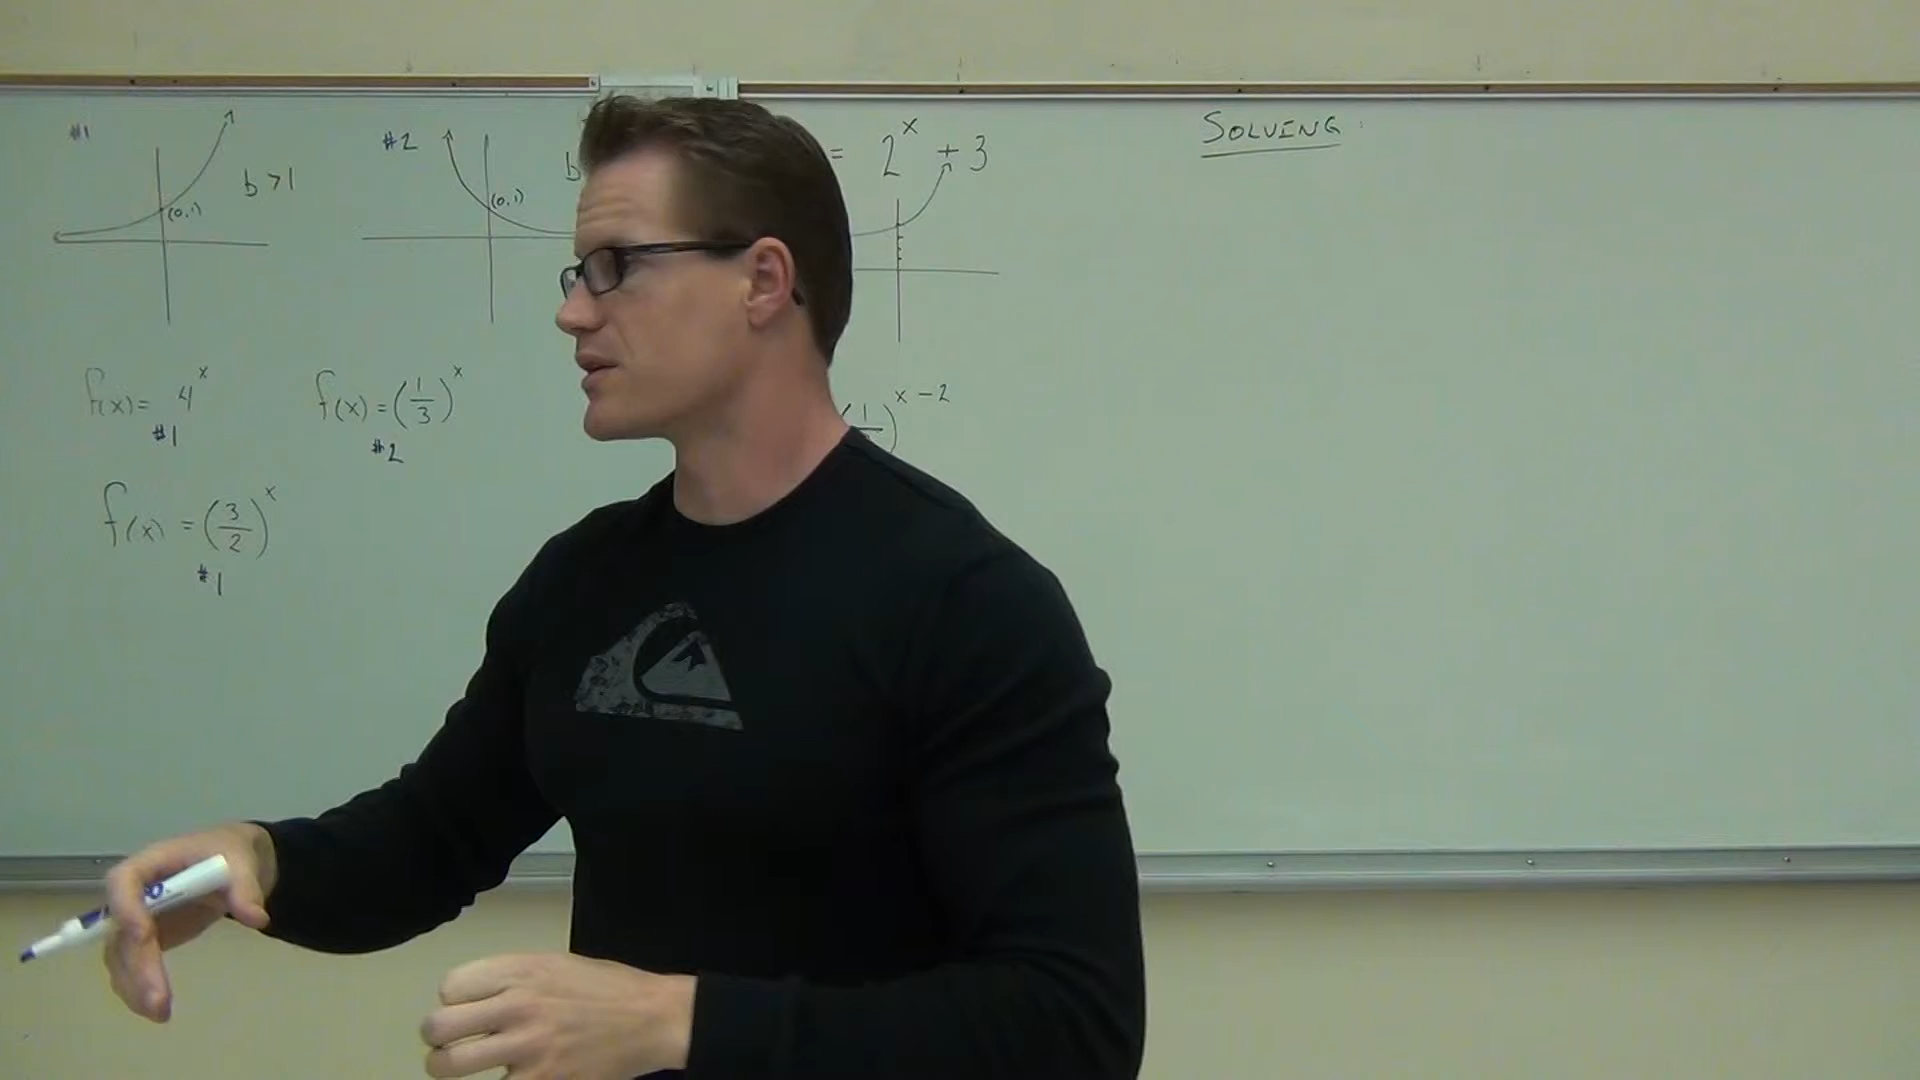 #1
b > 1
(0,1)
#2
b
(0,1)
= 2^x + 3
f(x) = 4^x
#1
f(x) = (1/3)^x
#2
f(x) = (3/2)^x
#1
x - 2
SOLVING: